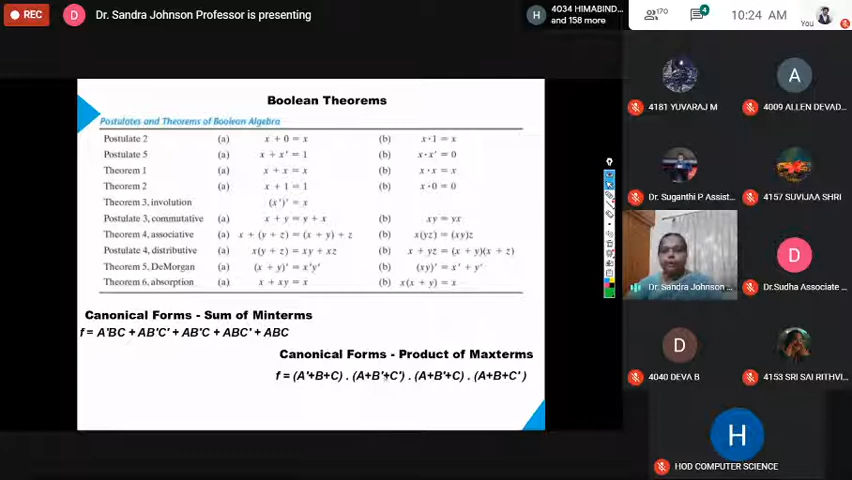 REC
D Dr. Sandra Johnson Professor is presenting
H 4034 HIMABIND...
and 158 more
170
4
10:24 AM
You
Boolean Theorems
Postulates and Theorems of Boolean Algebra
Postulate 2 (a) x + 0 = x (b) x · 1 = x
Postulate 5 (a) x + x' = 1 (b) x · x' = 0
Theorem 1 (a) x + x = x (b) x · x = x
Theorem 2 (a) x + 1 = 1 (b) x · 0 = 0
Theorem 3, involution (x')' = x
Postulate 3, commutative (a) x + y = y + x (b) xy = yx
Theorem 4, associative (a) x + (y + z) = (x + y) + z (b) x(yz) = (xy)z
Postulate 4, distributive (a) x(y + z) = xy + xz (b) x + yz = (x + y)(x + z)
Theorem 5, DeMorgan (a) (x + y)' = x'y' (b) (xy)' = x' + y'
Theorem 6, absorption (a) x + xy = x (b) x(x + y) = x
Canonical Forms - Sum of Minterms
f = A'BC + AB'C' + AB'C + ABC' + ABC
Canonical Forms - Product of Maxterms
f = (A'+B+C) . (A+B'+C') . (A+B'+C) . (A+B+C' )
4181 YUVARAJ M
A
4009 ALLEN DEVAD...
Dr. Suganthi P Assist...
4157 SUVIJAA SHRI
Dr. Sandra Johnson ...
D
Dr.Sudha Associate ...
D
4040 DEVA B
4153 SRI SAI RITHVI...
H
HOD COMPUTER SCIENCE